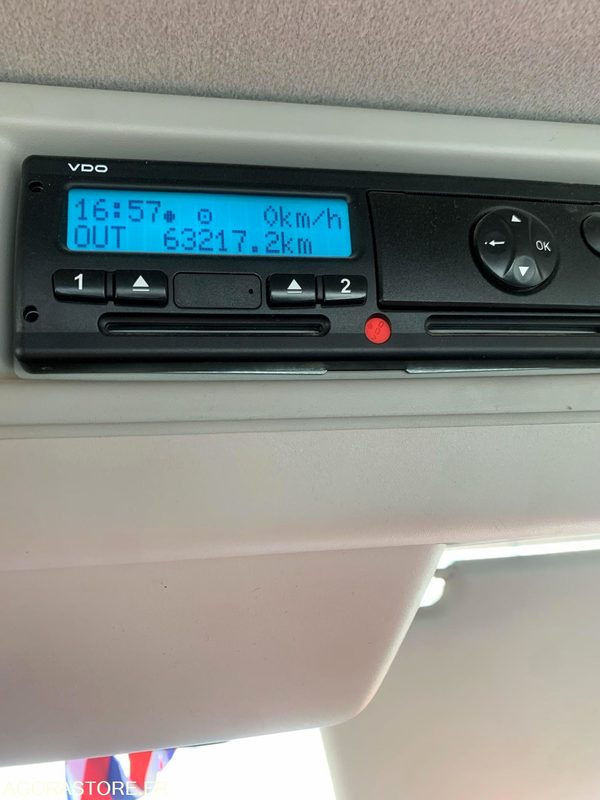 VDO
16:57 0km/h
OUT 63217.2km
1 2
OK
AGORASTORE.FR